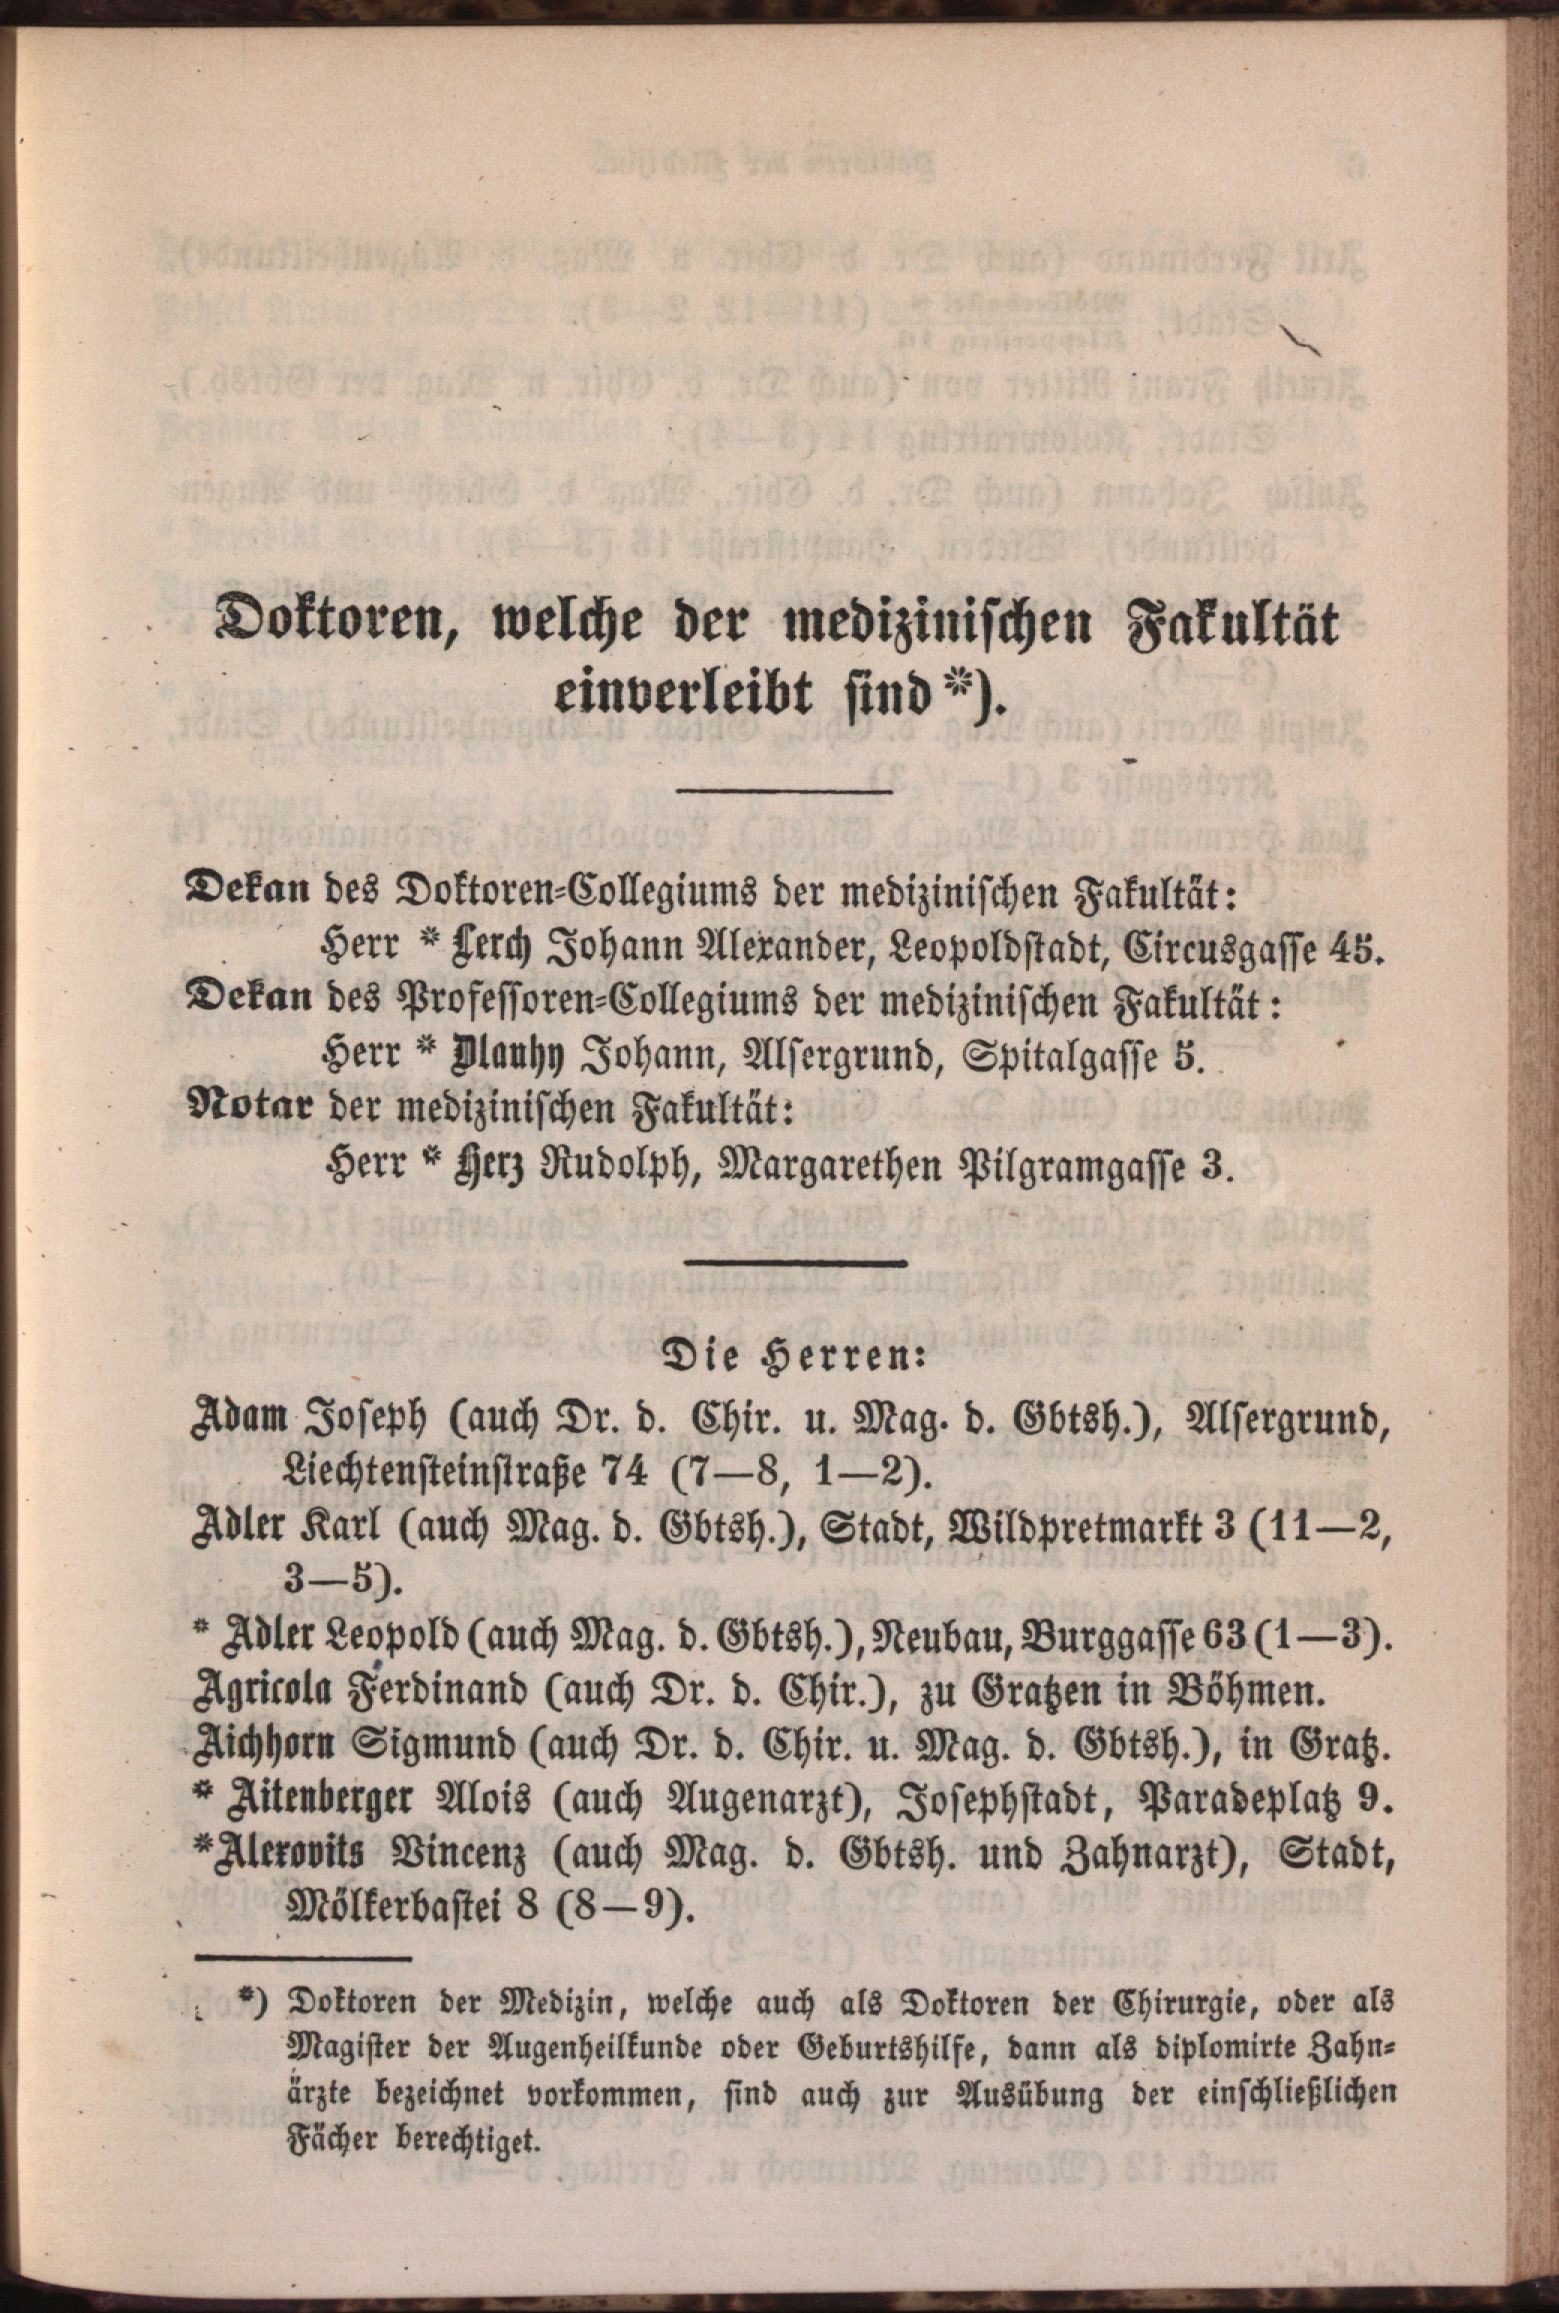 Doktoren, welche der medizinischen Fakultät
einverleibt sind*).
Dekan des Doktoren-Collegiums der medizinischen Fakultät:
Herr * Lerch Johann Alexander, Leopoldstadt, Circusgasse 45.
Dekan des Professoren-Collegiums der medizinischen Fakultät:
Herr * Dlauhy Johann, Alsergrund, Spitalgasse 5.
Notar der medizinischen Fakultät:
Herr * Herz Rudolph, Margarethen Pilgramgasse 3.
Die Herren:
Adam Joseph (auch Dr. d. Chir. u. Mag. d. Gbtsh.), Alsergrund,
Liechtensteinstraße 74 (7—8, 1—2).
Adler Karl (auch Mag. d. Gbtsh.), Stadt, Wildpretmarkt 3 (11—2,
3—5).
* Adler Leopold (auch Mag. d. Gbtsh.), Neubau, Burggasse 63 (1—3).
Agricola Ferdinand (auch Dr. d. Chir.), zu Gratzen in Böhmen.
Aichhorn Sigmund (auch Dr. d. Chir. u. Mag. d. Gbtsh.), in Gratz.
* Aitenberger Alois (auch Augenarzt), Josephstadt, Paradeplatz 9.
*Alexovits Vincenz (auch Mag. d. Gbtsh. und Zahnarzt), Stadt,
Mölkerbastei 8 (8—9).
*) Doktoren der Medizin, welche auch als Doktoren der Chirurgie, oder als
Magister der Augenheilkunde oder Geburtshilfe, dann als diplomirte Zahn-
ärzte bezeichnet vorkommen, sind auch zur Ausübung der einschließlichen
Fächer berechtiget.